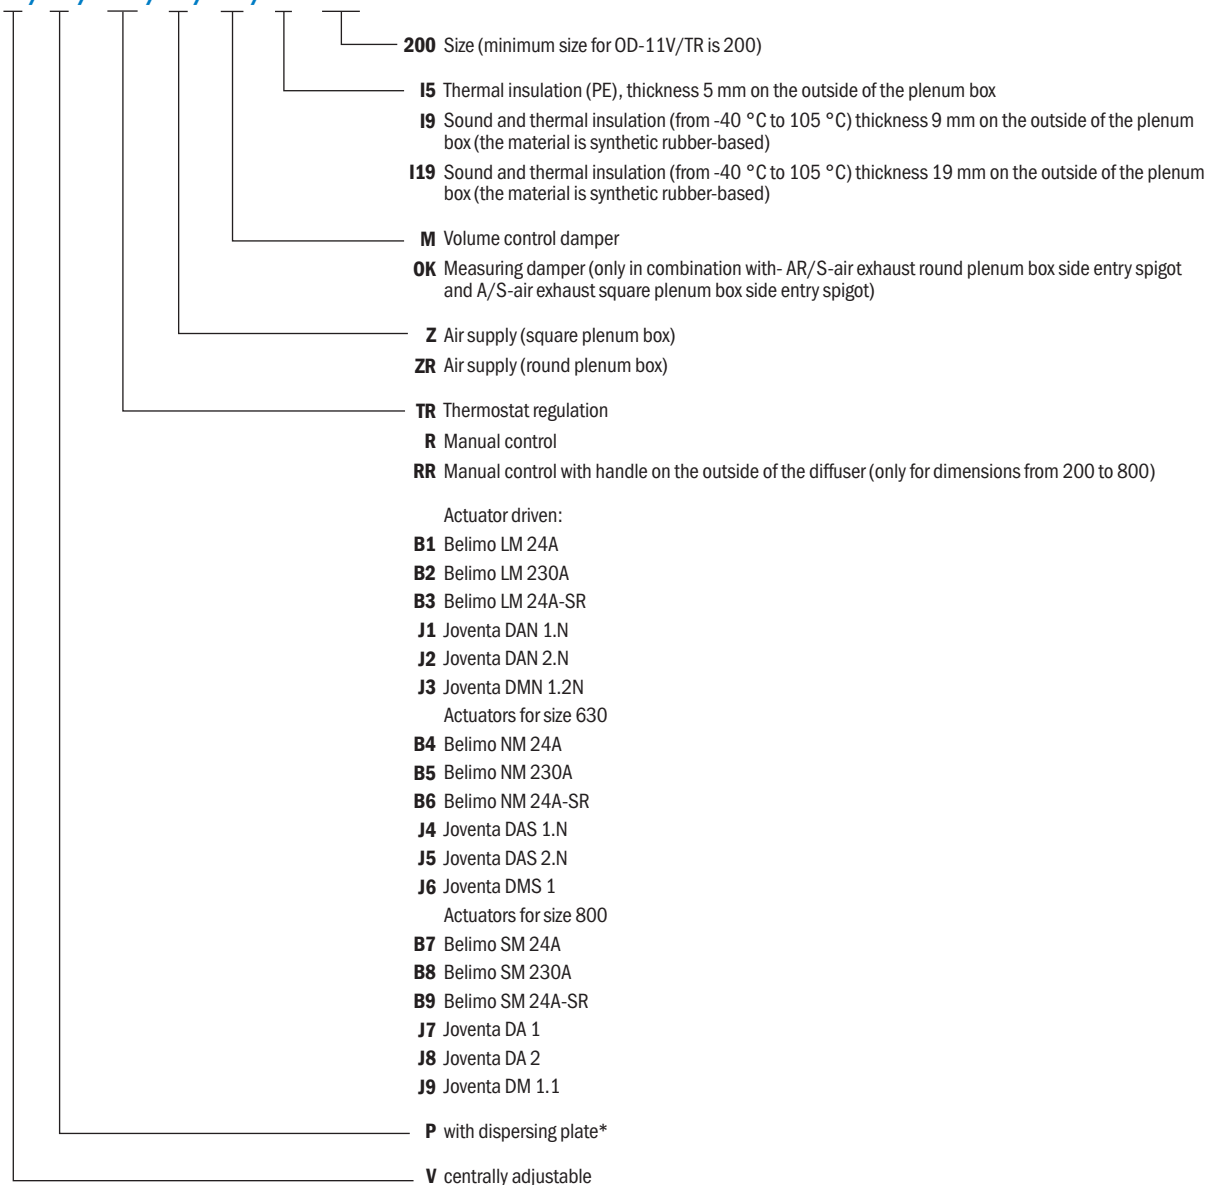 200 Size (minimum size for OD-11V/TR is 200)
I5 Thermal insulation (PE), thickness 5 mm on the outside of the plenum box
I9 Sound and thermal insulation (from -40 °C to 105 °C) thickness 9 mm on the outside of the plenum
box (the material is synthetic rubber-based)
I19 Sound and thermal insulation (from -40 °C to 105 °C) thickness 19 mm on the outside of the plenum
box (the material is synthetic rubber-based)
M Volume control damper
OK Measuring damper (only in combination with- AR/S-air exhaust round plenum box side entry spigot
and A/S-air exhaust square plenum box side entry spigot)
Z Air supply (square plenum box)
ZR Air supply (round plenum box)
TR Thermostat regulation
R Manual control
RR Manual control with handle on the outside of the diffuser (only for dimensions from 200 to 800)
Actuator driven:
B1 Belimo LM 24A
B2 Belimo LM 230A
B3 Belimo LM 24A-SR
J1 Joventa DAN 1.N
J2 Joventa DAN 2.N
J3 Joventa DMN 1.2N
Actuators for size 630
B4 Belimo NM 24A
B5 Belimo NM 230A
B6 Belimo NM 24A-SR
J4 Joventa DAS 1.N
J5 Joventa DAS 2.N
J6 Joventa DMS 1
Actuators for size 800
B7 Belimo SM 24A
B8 Belimo SM 230A
B9 Belimo SM 24A-SR
J7 Joventa DA 1
J8 Joventa DA 2
J9 Joventa DM 1.1
P with dispersing plate*
V centrally adjustable